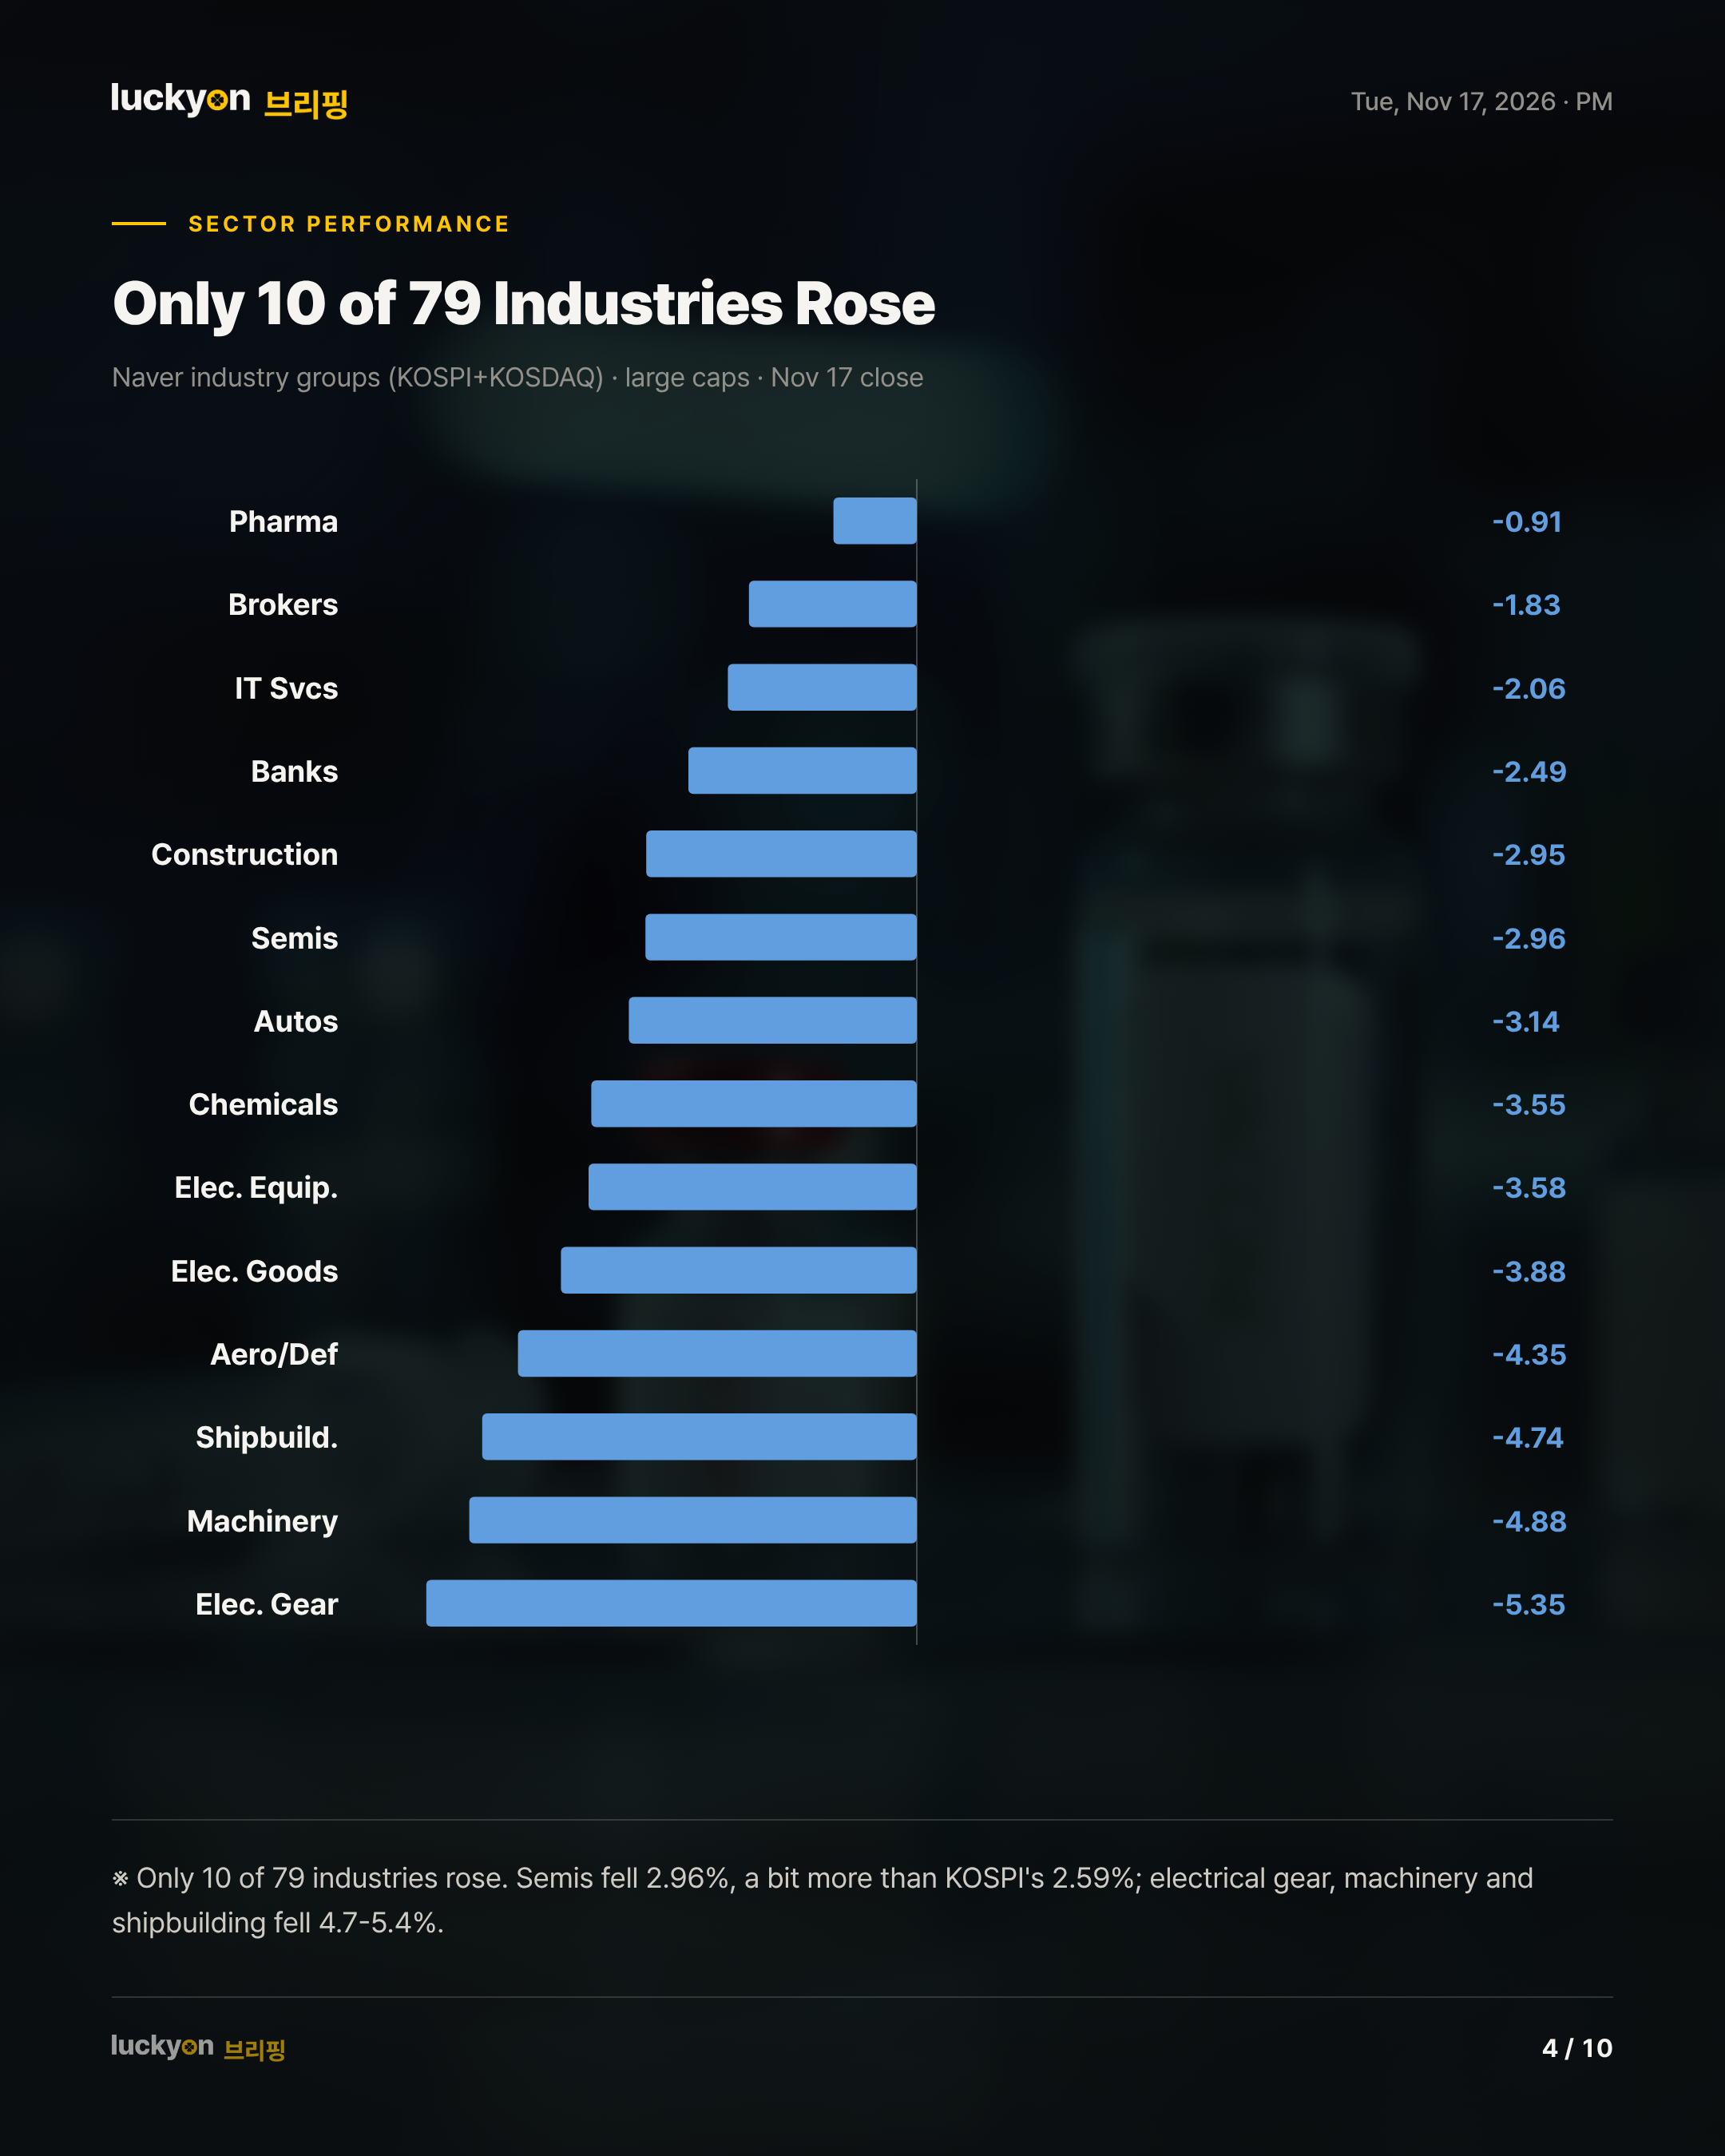 luckyon 브리핑
Tue, Nov 17, 2026 · PM
SECTOR PERFORMANCE
Only 10 of 79 Industries Rose
Naver industry groups (KOSPI+KOSDAQ) · large caps · Nov 17 close
Pharma -0.91
Brokers -1.83
IT Svcs -2.06
Banks -2.49
Construction -2.95
Semis -2.96
Autos -3.14
Chemicals -3.55
Elec. Equip. -3.58
Elec. Goods -3.88
Aero/Def -4.35
Shipbuild. -4.74
Machinery -4.88
Elec. Gear -5.35
※ Only 10 of 79 industries rose. Semis fell 2.96%, a bit more than KOSPI's 2.59%; electrical gear, machinery and
shipbuilding fell 4.7-5.4%.
luckyon 브리핑
4 / 10